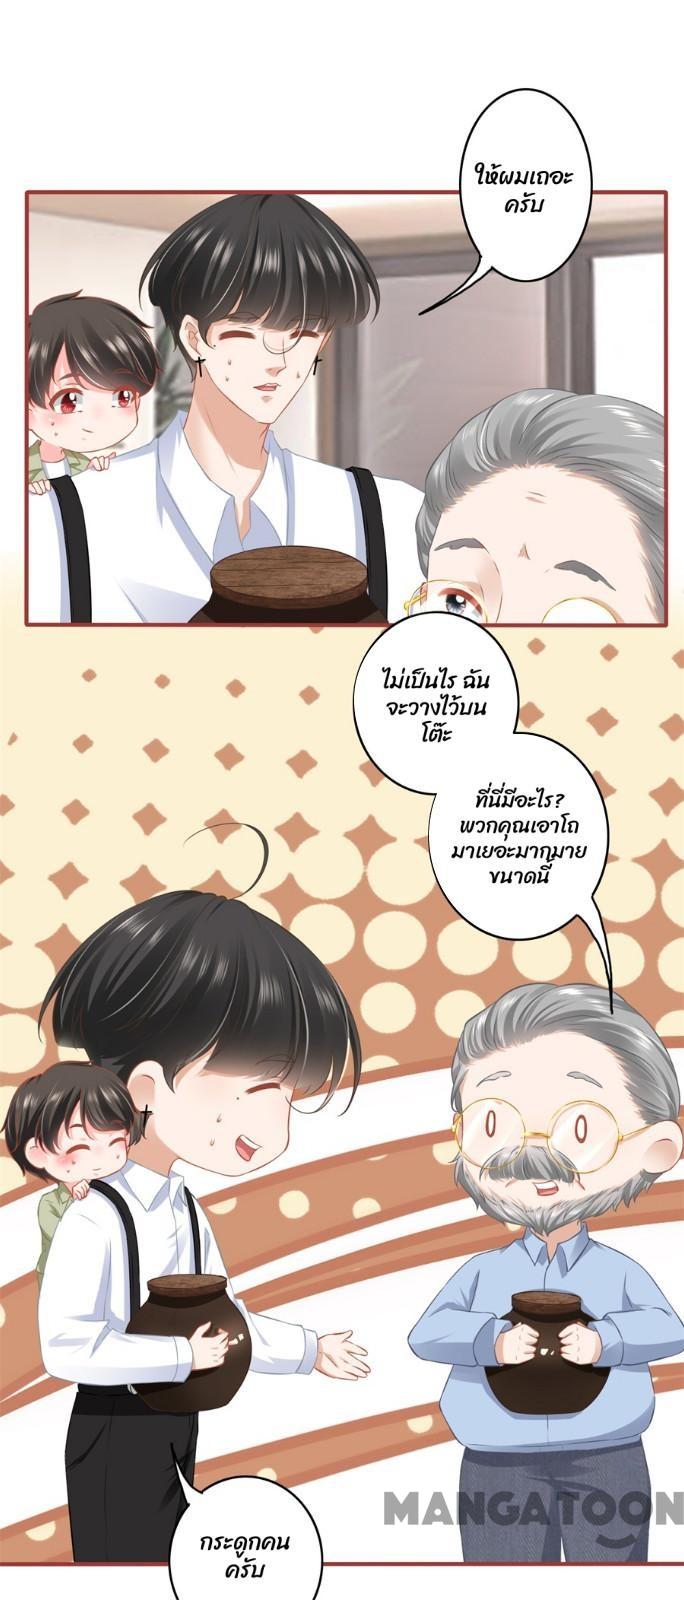 ให้ผมเถอะ
ครับ
ไม่เป็นไร ฉัน
จะวางไว้บน
โต๊ะ
ที่นี่มีอะไร?
พวกคุณเอาโถ
มาเยอะมากมาย
ขนาดนี้
กระดูกคน
ครับ
MANGATOON